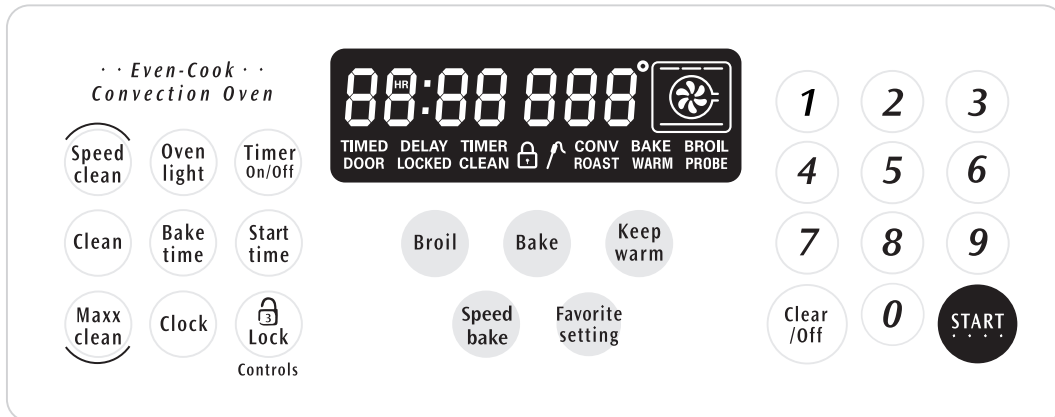 · · Even-Cook · ·
Convection Oven
Speed
clean
Oven
light
Timer
On/Off
Clean
Bake
time
Start
time
Maxx
clean
Clock
3
Lock
Controls
88:88 888°
HR
TIMED DELAY TIMER CONV BAKE BROIL
DOOR LOCKED CLEAN ROAST WARM PROBE
Broil
Bake
Keep
warm
Speed
bake
Favorite
setting
1 2 3
4 5 6
7 8 9
Clear
/Off
0
START